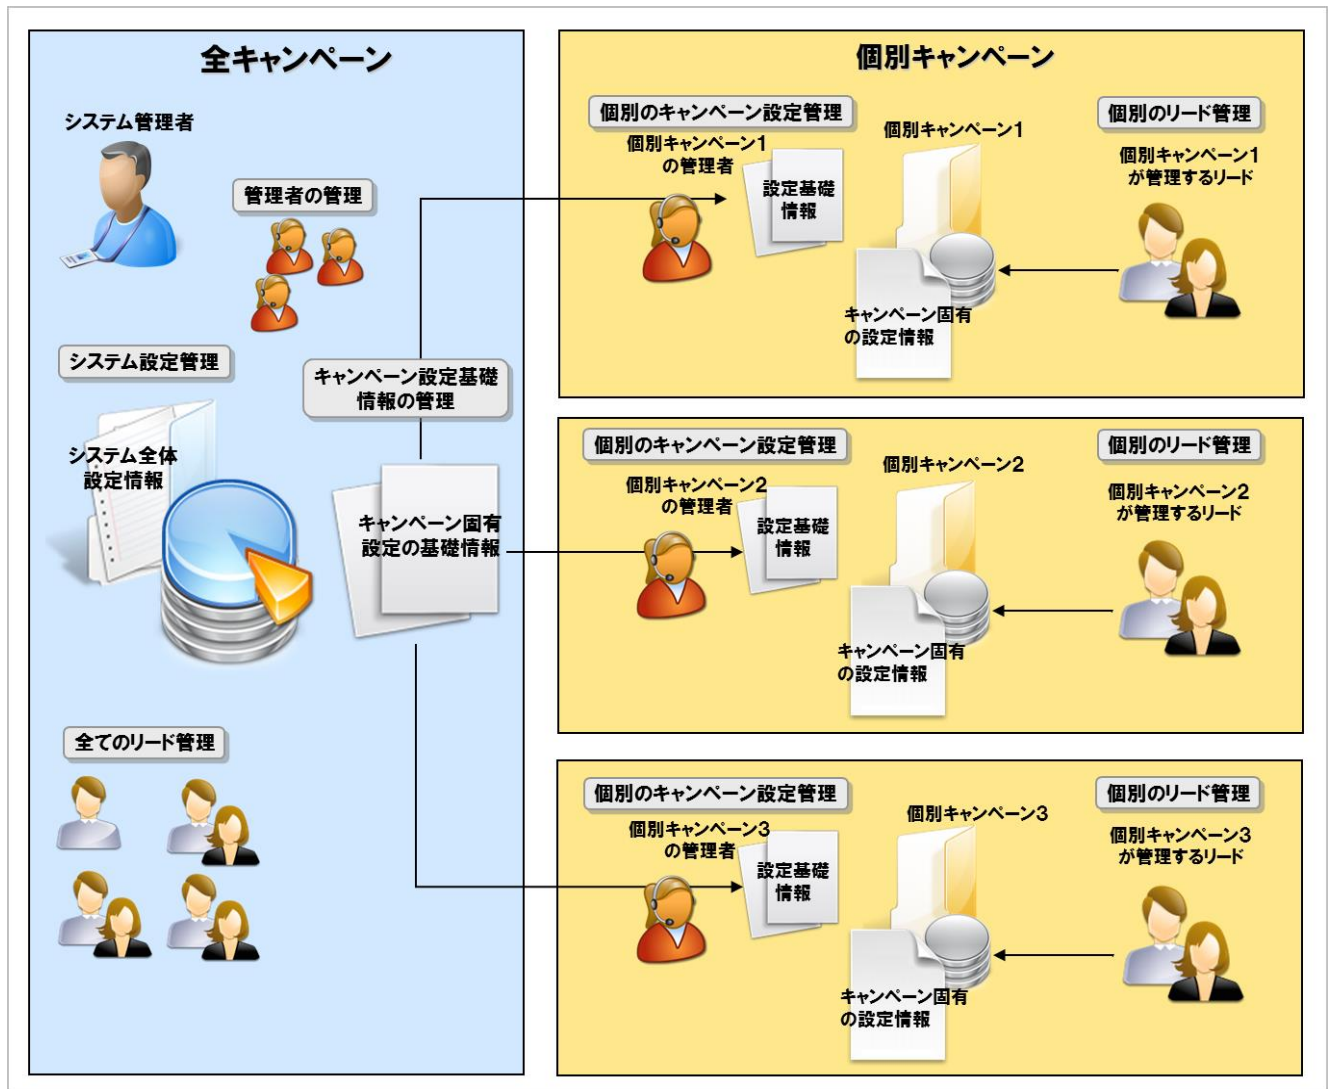 全キャンペーン
システム管理者
管理者の管理
システム設定管理
システム全体
設定情報
キャンペーン設定基礎
情報の管理
キャンペーン固有
設定の基礎情報
全てのリード管理
個別キャンペーン
個別のキャンペーン設定管理
個別キャンペーン1
の管理者
設定基礎
情報
個別キャンペーン1
キャンペーン固有
の設定情報
個別のリード管理
個別キャンペーン1
が管理するリード
個別のキャンペーン設定管理
個別キャンペーン2
の管理者
設定基礎
情報
個別キャンペーン2
キャンペーン固有
の設定情報
個別のリード管理
個別キャンペーン2
が管理するリード
個別のキャンペーン設定管理
個別キャンペーン3
の管理者
設定基礎
情報
個別キャンペーン3
キャンペーン固有
の設定情報
個別のリード管理
個別キャンペーン3
が管理するリード